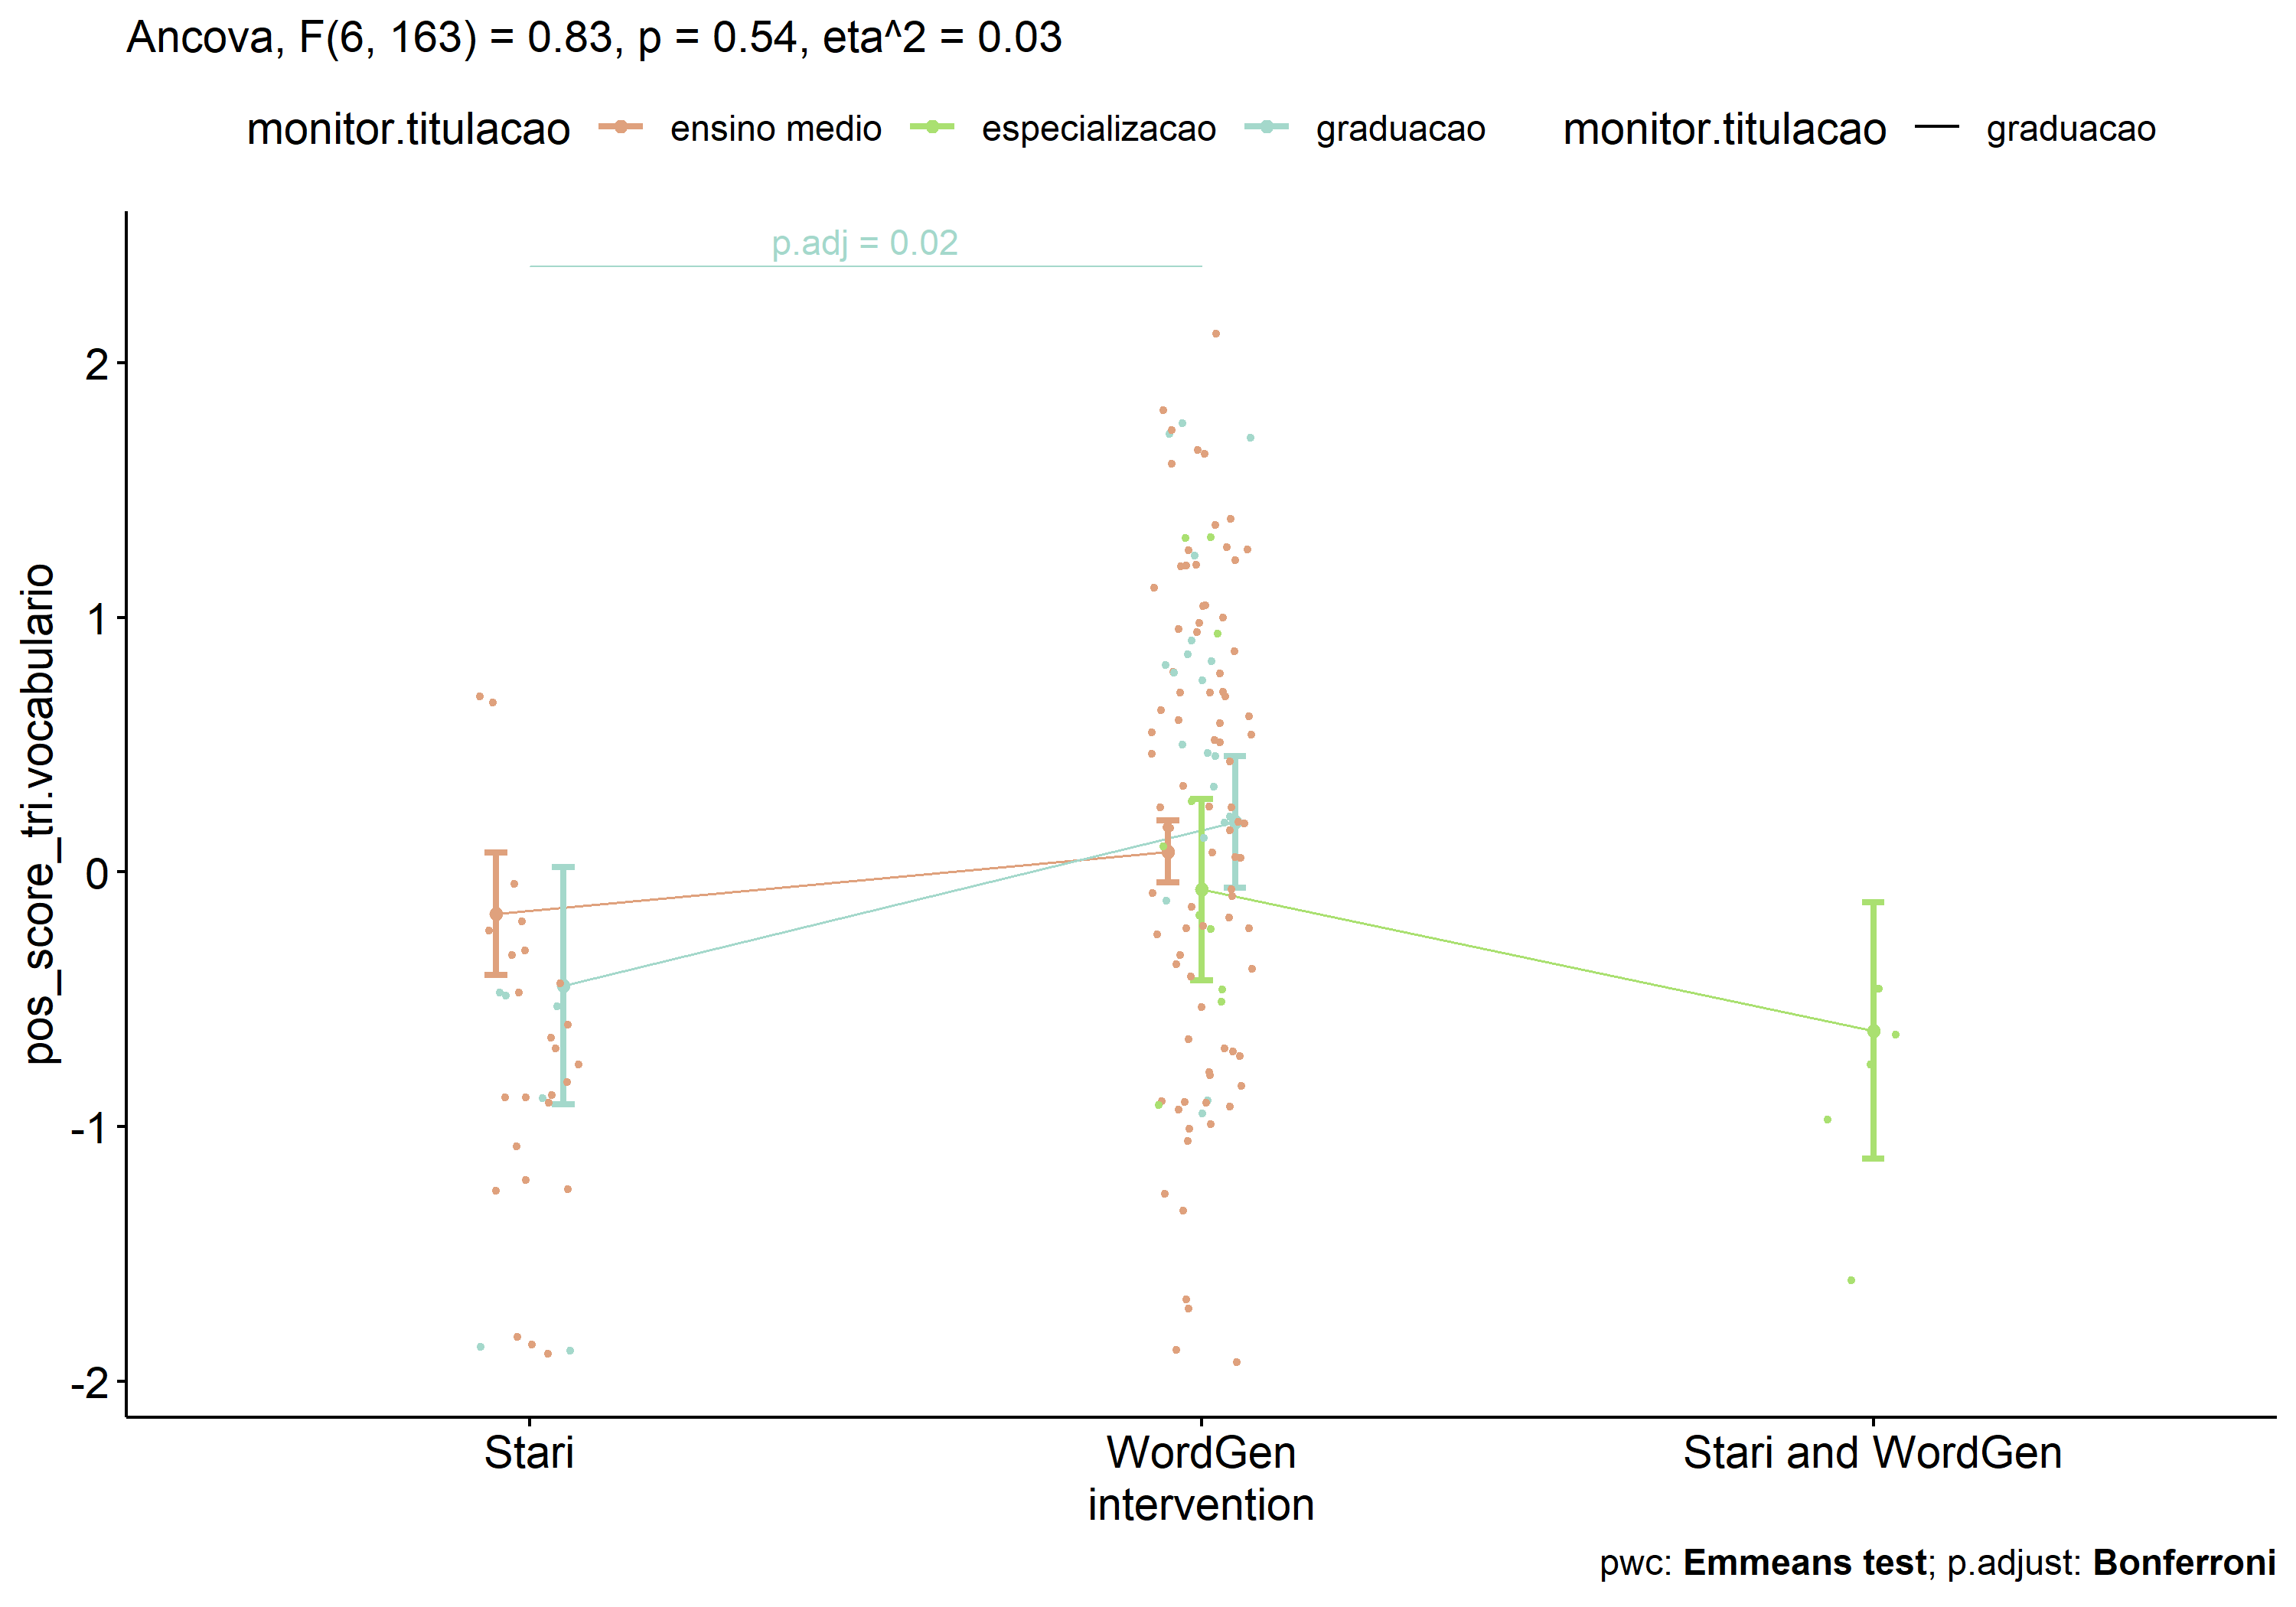 Ancova, F(6, 163) = 0.83, p = 0.54, eta^2 = 0.03
monitor.titulacao ensino medio especializacao graduacao monitor.titulacao graduacao
p.adj = 0.02
pos_score_tri.vocabulario
2
1
0
-1
-2
Stari WordGen Stari and WordGen
intervention
pwc: Emmeans test; p.adjust: Bonferroni